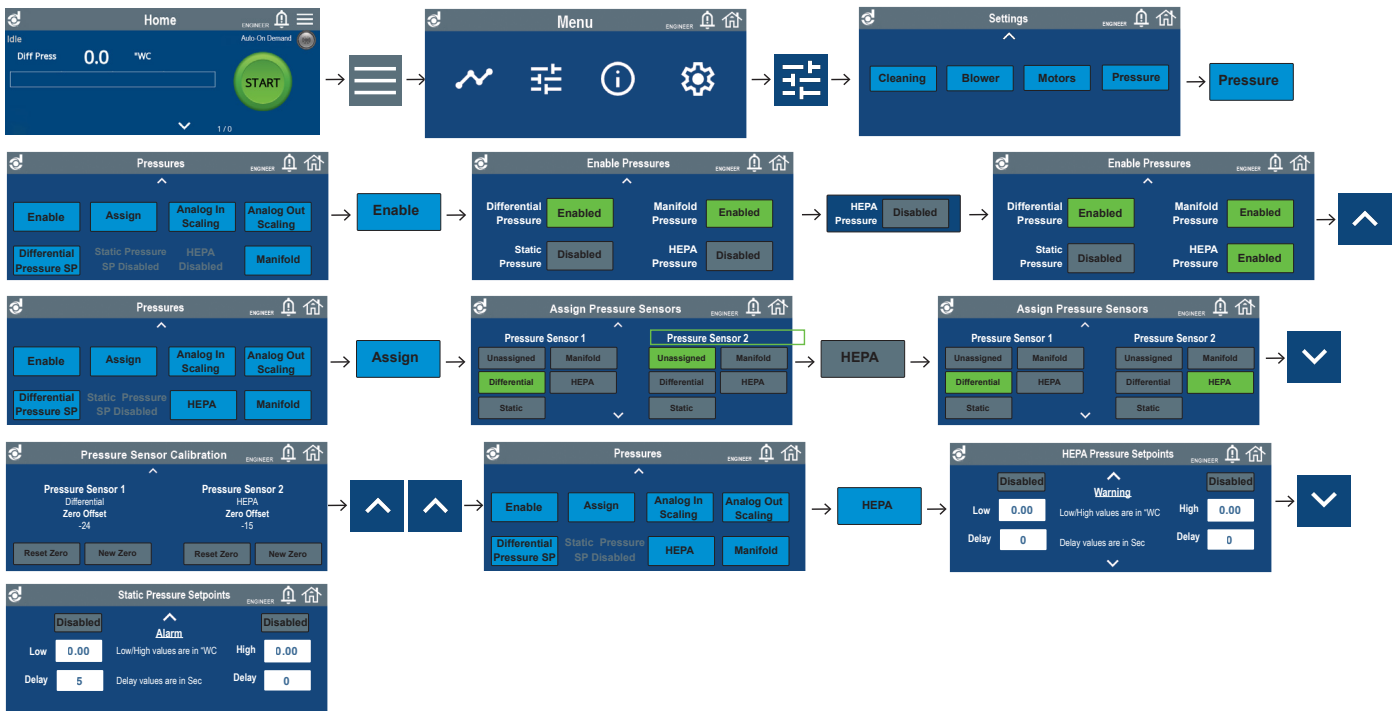 Home
ENGINEER
Idle
Auto-On Demand
Diff Press 0.0 "WC
START
1 / 0
Menu
ENGINEER
Settings
ENGINEER
Cleaning Blower Motors Pressure
Pressure
Pressures
ENGINEER
Enable Assign Analog In Scaling Analog Out Scaling
Differential Pressure SP Static Pressure SP Disabled HEPA Disabled Manifold
Enable
Enable Pressures
ENGINEER
Differential Pressure Enabled Manifold Pressure Enabled
Static Pressure Disabled HEPA Pressure Disabled
HEPA Pressure Disabled
Enable Pressures
ENGINEER
Differential Pressure Enabled Manifold Pressure Enabled
Static Pressure Disabled HEPA Pressure Enabled
Pressures
ENGINEER
Enable Assign Analog In Scaling Analog Out Scaling
Differential Pressure SP Static Pressure SP Disabled HEPA Manifold
Assign
Assign Pressure Sensors
ENGINEER
Pressure Sensor 1 Pressure Sensor 2
Unassigned Manifold Unassigned Manifold
Differential HEPA Differential HEPA
Static Static
HEPA
Assign Pressure Sensors
ENGINEER
Pressure Sensor 1 Pressure Sensor 2
Unassigned Manifold Unassigned Manifold
Differential HEPA Differential HEPA
Static Static
Pressure Sensor Calibration
ENGINEER
Pressure Sensor 1 Pressure Sensor 2
Differential HEPA
Zero Offset Zero Offset
-24 -15
Reset Zero New Zero Reset Zero New Zero
Pressures
ENGINEER
Enable Assign Analog In Scaling Analog Out Scaling
Differential Pressure SP Static Pressure SP Disabled HEPA Manifold
HEPA
HEPA Pressure Setpoints
ENGINEER
Disabled Disabled
Warning
Low 0.00 Low/High values are in "WC High 0.00
Delay 0 Delay values are in Sec Delay 0
Static Pressure Setpoints
ENGINEER
Disabled Disabled
Alarm
Low 0.00 Low/High values are in "WC High 0.00
Delay 5 Delay values are in Sec Delay 0